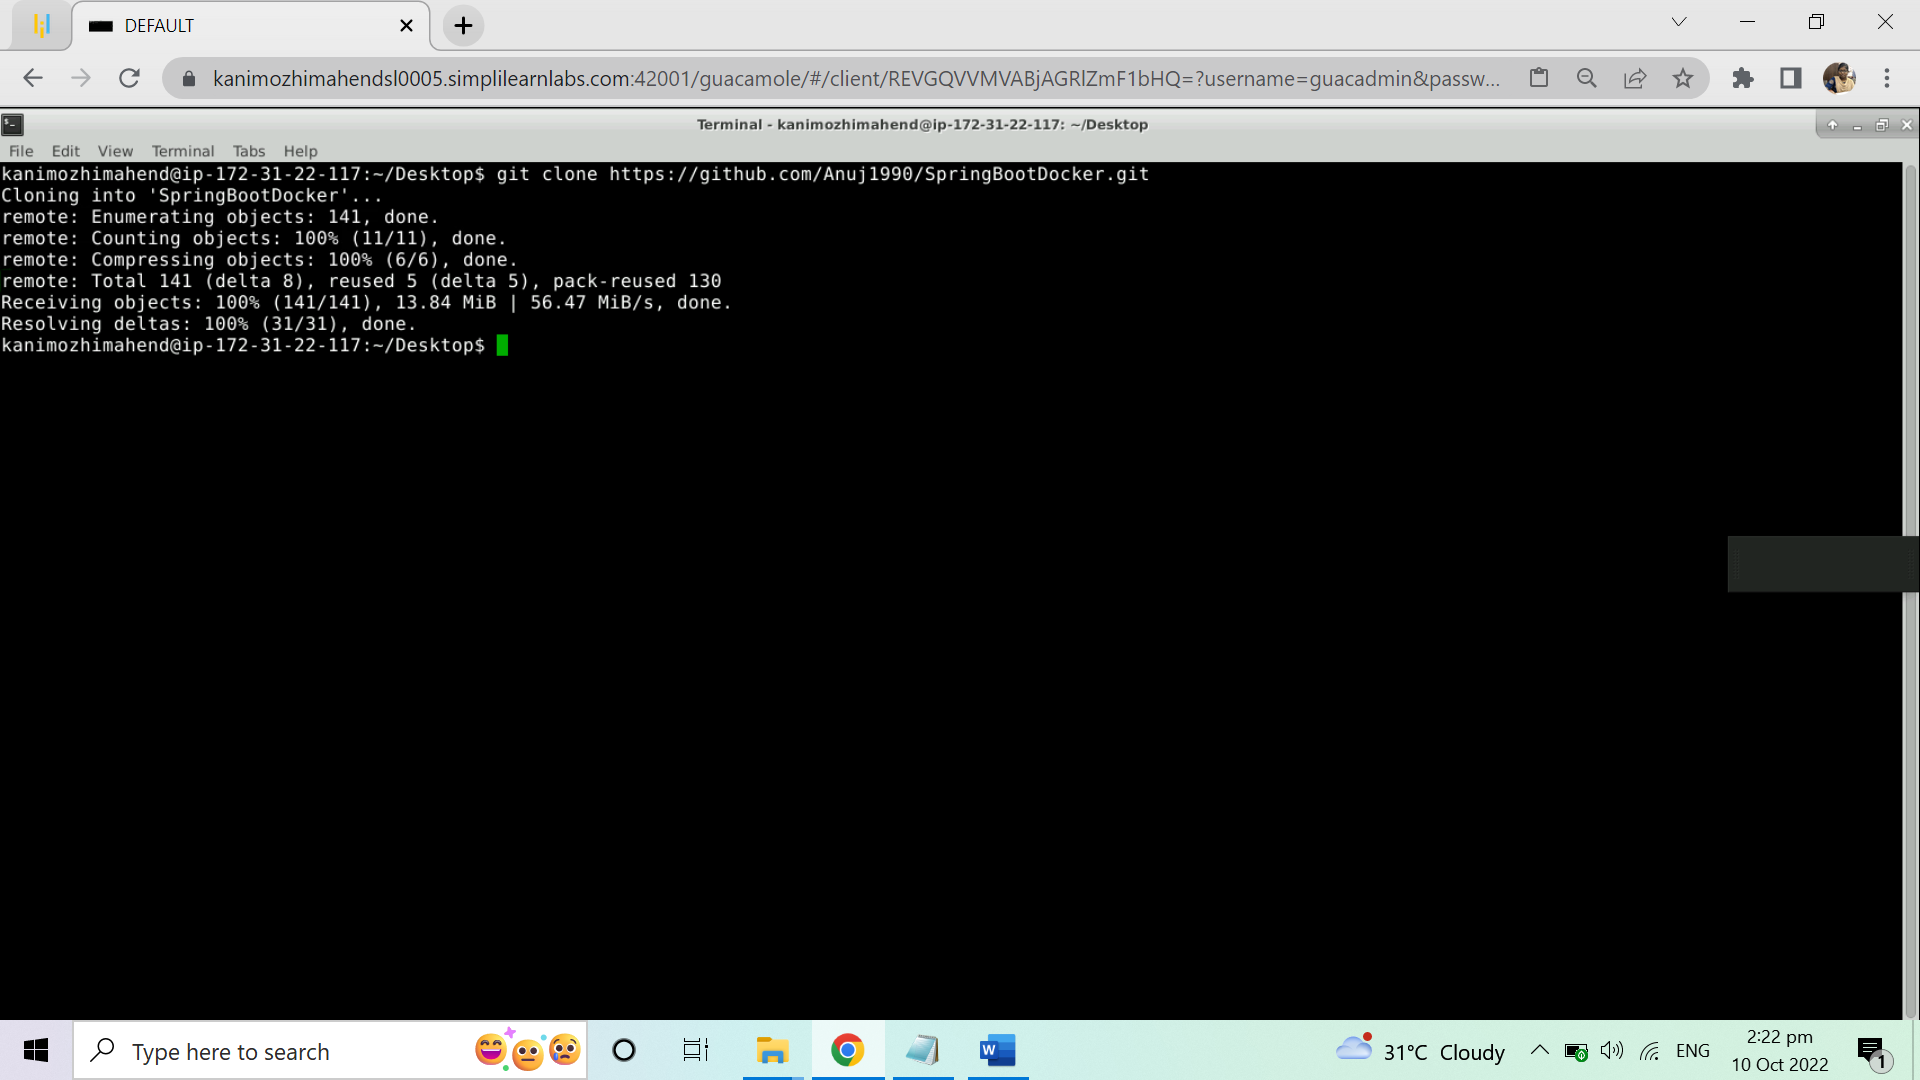 DEFAULT
kanimozhimahendsl0005.simplilearnlabs.com:42001/guacamole/#/client/REVGQVVMVABjAGRlZmF1bHQ=?username=guacadmin&passw...
Terminal - kanimozhimahend@ip-172-31-22-117: ~/Desktop
File Edit View Terminal Tabs Help
kanimozhimahend@ip-172-31-22-117:~/Desktop$ git clone https://github.com/Anuj1990/SpringBootDocker.git
Cloning into 'SpringBootDocker'...
remote: Enumerating objects: 141, done.
remote: Counting objects: 100% (11/11), done.
remote: Compressing objects: 100% (6/6), done.
remote: Total 141 (delta 8), reused 5 (delta 5), pack-reused 130
Receiving objects: 100% (141/141), 13.84 MiB | 56.47 MiB/s, done.
Resolving deltas: 100% (31/31), done.
kanimozhimahend@ip-172-31-22-117:~/Desktop$
Type here to search
W
31°C Cloudy
ENG
2:22 pm
10 Oct 2022
1